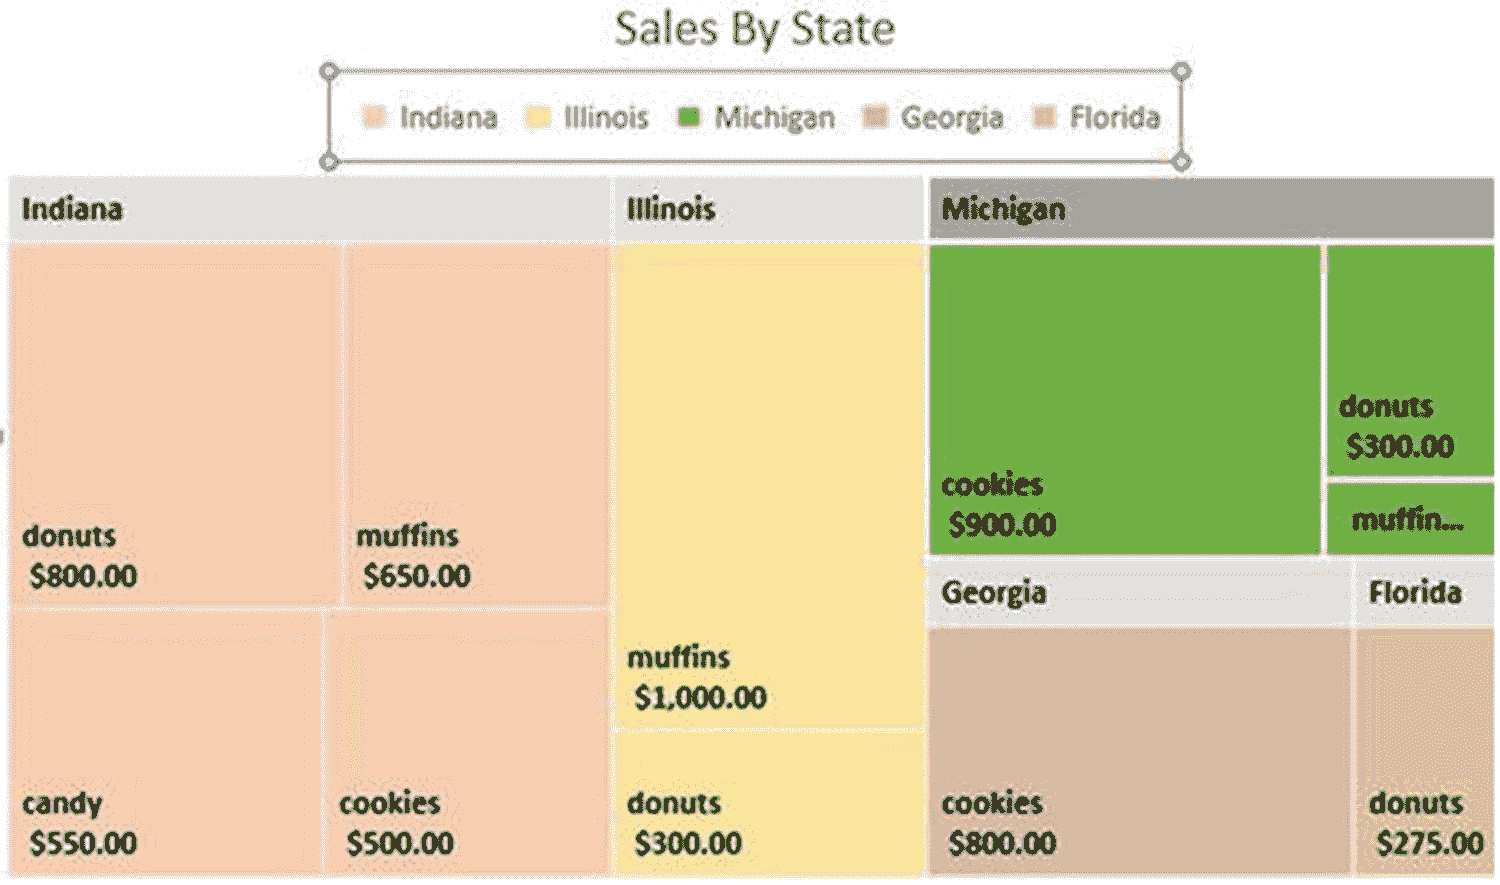 Sales By State
Indiana Illinois Michigan Georgia Florida
Indiana
donuts
$800.00
muffins
$650.00
candy
$550.00
cookies
$500.00
Illinois
muffins
$1,000.00
donuts
$300.00
Michigan
cookies
$900.00
donuts
$300.00
muffin...
Georgia
cookies
$800.00
Florida
donuts
$275.00